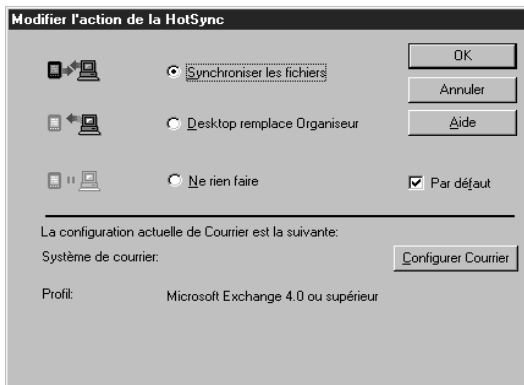 Modifier l'action de la HotSync
Synchroniser les fichiers
OK
Annuler
Desktop remplace Organiseur
Aide
Ne rien faire
Par défaut
La configuration actuelle de Courrier est la suivante:
Système de courrier:
Configurer Courrier
Profil:
Microsoft Exchange 4.0 ou supérieur